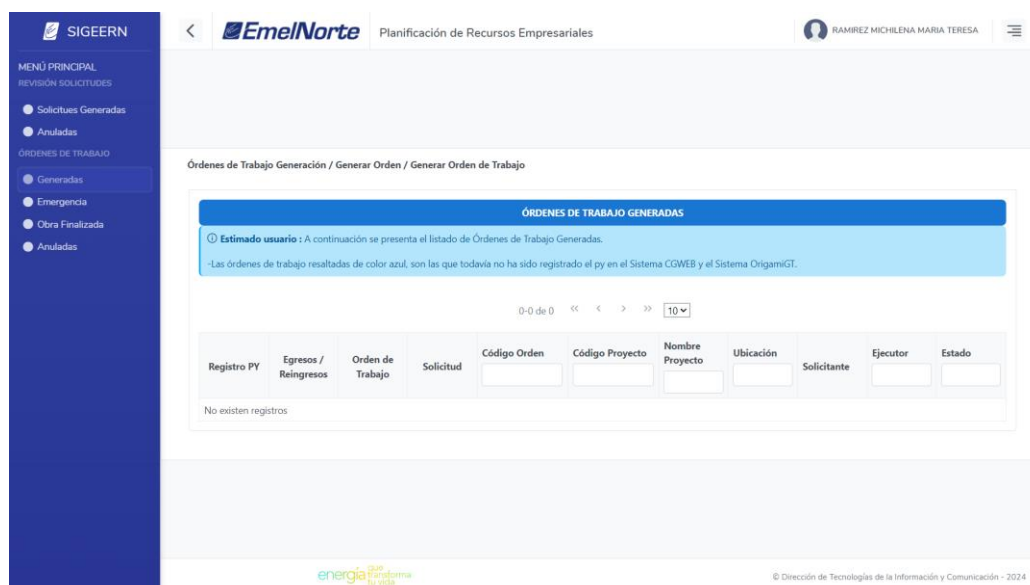 SIGEERN
EmelNorte
Planificación de Recursos Empresariales
RAMIREZ MICHILENA MARIA TERESA
MENÚ PRINCIPAL
REVISIÓN SOLICITUDES
Solicitues Generadas
Anuladas
ÓRDENES DE TRABAJO
Generadas
Emergencia
Obra Finalizada
Anuladas
Órdenes de Trabajo Generación / Generar Orden / Generar Orden de Trabajo
ÓRDENES DE TRABAJO GENERADAS
Estimado usuario : A continuación se presenta el listado de Órdenes de Trabajo Generadas.
-Las órdenes de trabajo resaltadas de color azul, son las que todavía no ha sido registrado el py en el Sistema CGWEB y el Sistema OrigamiGT.
0-0 de 0 << < > >> 10
Registro PY
Egresos / Reingresos
Orden de Trabajo
Solicitud
Código Orden
Código Proyecto
Nombre Proyecto
Ubicación
Solicitante
Ejecutor
Estado
No existen registros
energía que transforma tu vida
© Dirección de Tecnologías de la Información y Comunicación - 2024